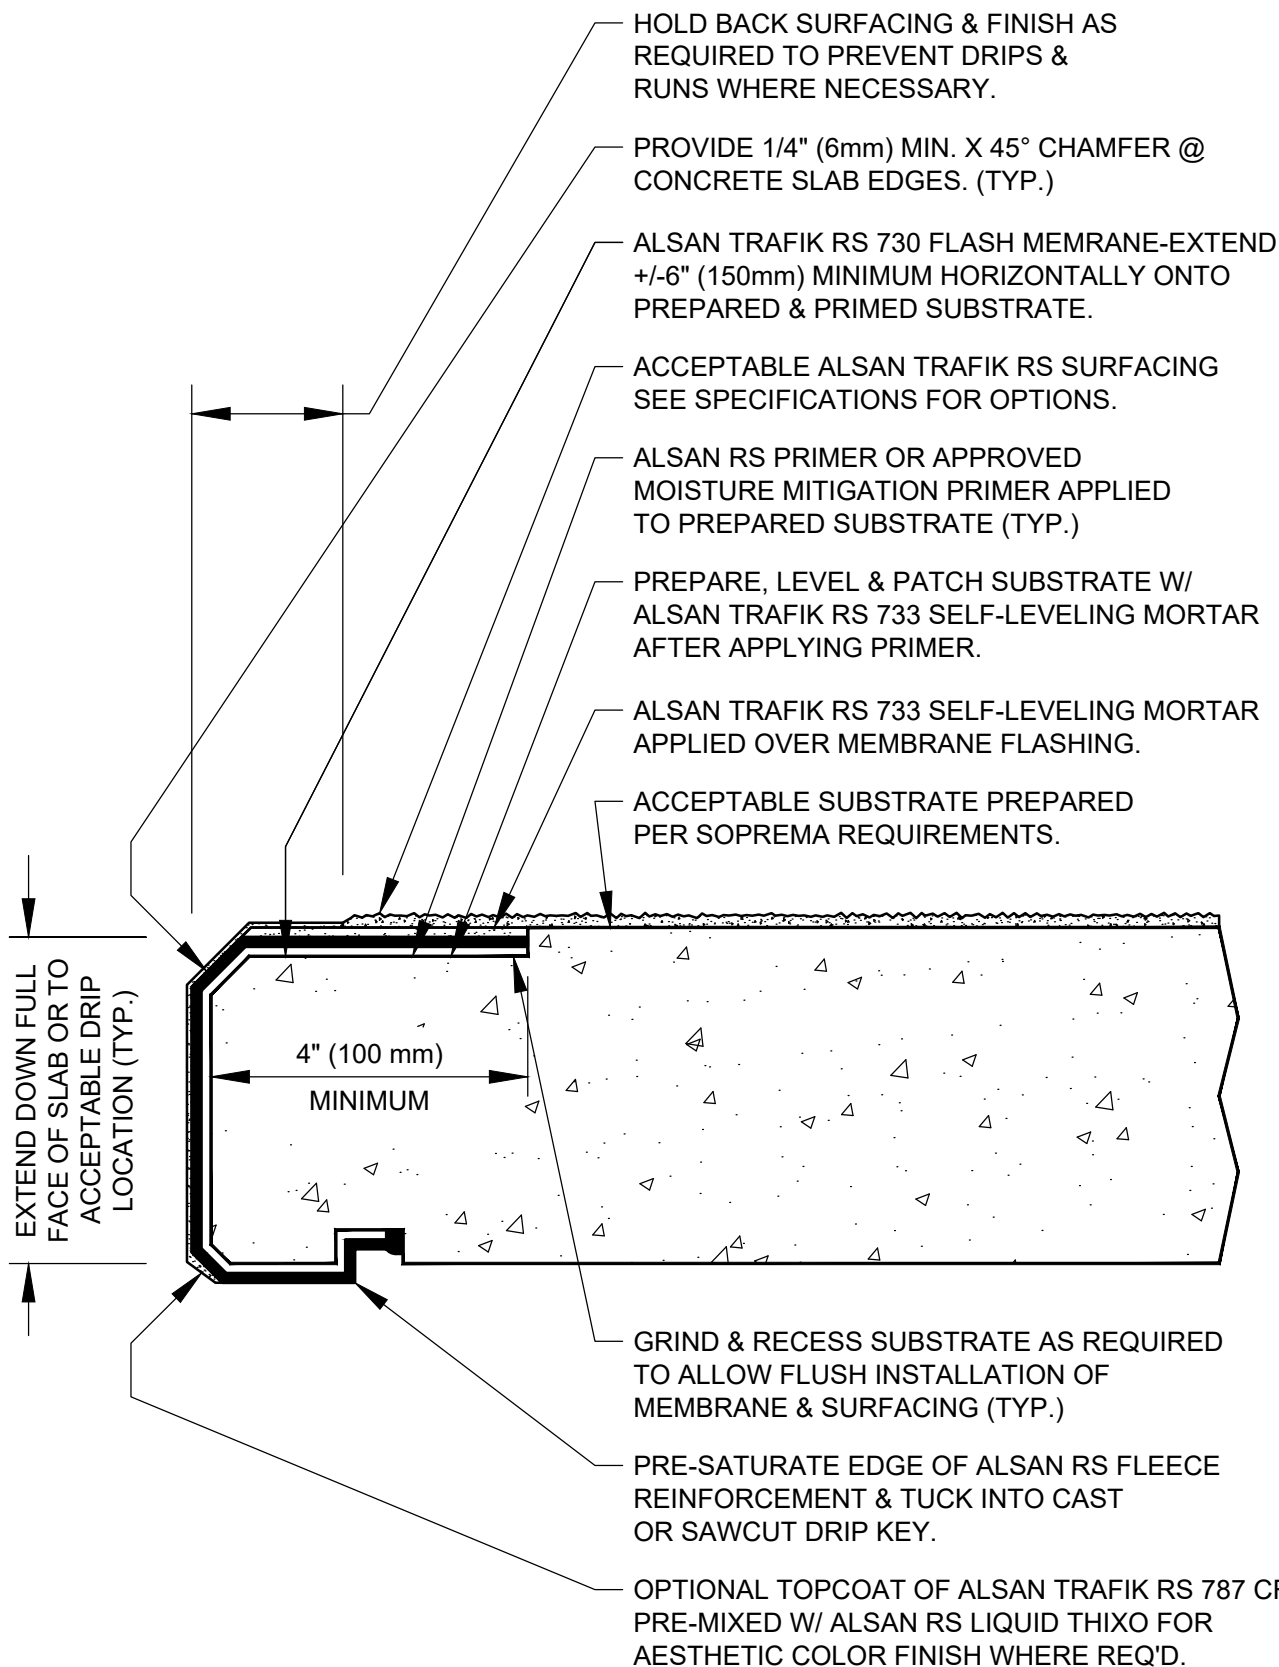 HOLD BACK SURFACING & FINISH AS
REQUIRED TO PREVENT DRIPS &
RUNS WHERE NECESSARY.
PROVIDE 1/4" (6mm) MIN. X 45° CHAMFER @
CONCRETE SLAB EDGES. (TYP.)
ALSAN TRAFIK RS 730 FLASH MEMRANE-EXTEND
+/-6" (150mm) MINIMUM HORIZONTALLY ONTO
PREPARED & PRIMED SUBSTRATE.
ACCEPTABLE ALSAN TRAFIK RS SURFACING
SEE SPECIFICATIONS FOR OPTIONS.
ALSAN RS PRIMER OR APPROVED
MOISTURE MITIGATION PRIMER APPLIED
TO PREPARED SUBSTRATE (TYP.)
PREPARE, LEVEL & PATCH SUBSTRATE W/
ALSAN TRAFIK RS 733 SELF-LEVELING MORTAR
AFTER APPLYING PRIMER.
ALSAN TRAFIK RS 733 SELF-LEVELING MORTAR
APPLIED OVER MEMBRANE FLASHING.
ACCEPTABLE SUBSTRATE PREPARED
PER SOPREMA REQUIREMENTS.
EXTEND DOWN FULL
FACE OF SLAB OR TO
ACCEPTABLE DRIP
LOCATION (TYP.)
4" (100 mm)
MINIMUM
GRIND & RECESS SUBSTRATE AS REQUIRED
TO ALLOW FLUSH INSTALLATION OF
MEMBRANE & SURFACING (TYP.)
PRE-SATURATE EDGE OF ALSAN RS FLEECE
REINFORCEMENT & TUCK INTO CAST
OR SAWCUT DRIP KEY.
OPTIONAL TOPCOAT OF ALSAN TRAFIK RS 787
PRE-MIXED W/ ALSAN RS LIQUID THIXO FOR
AESTHETIC COLOR FINISH WHERE REQ'D.